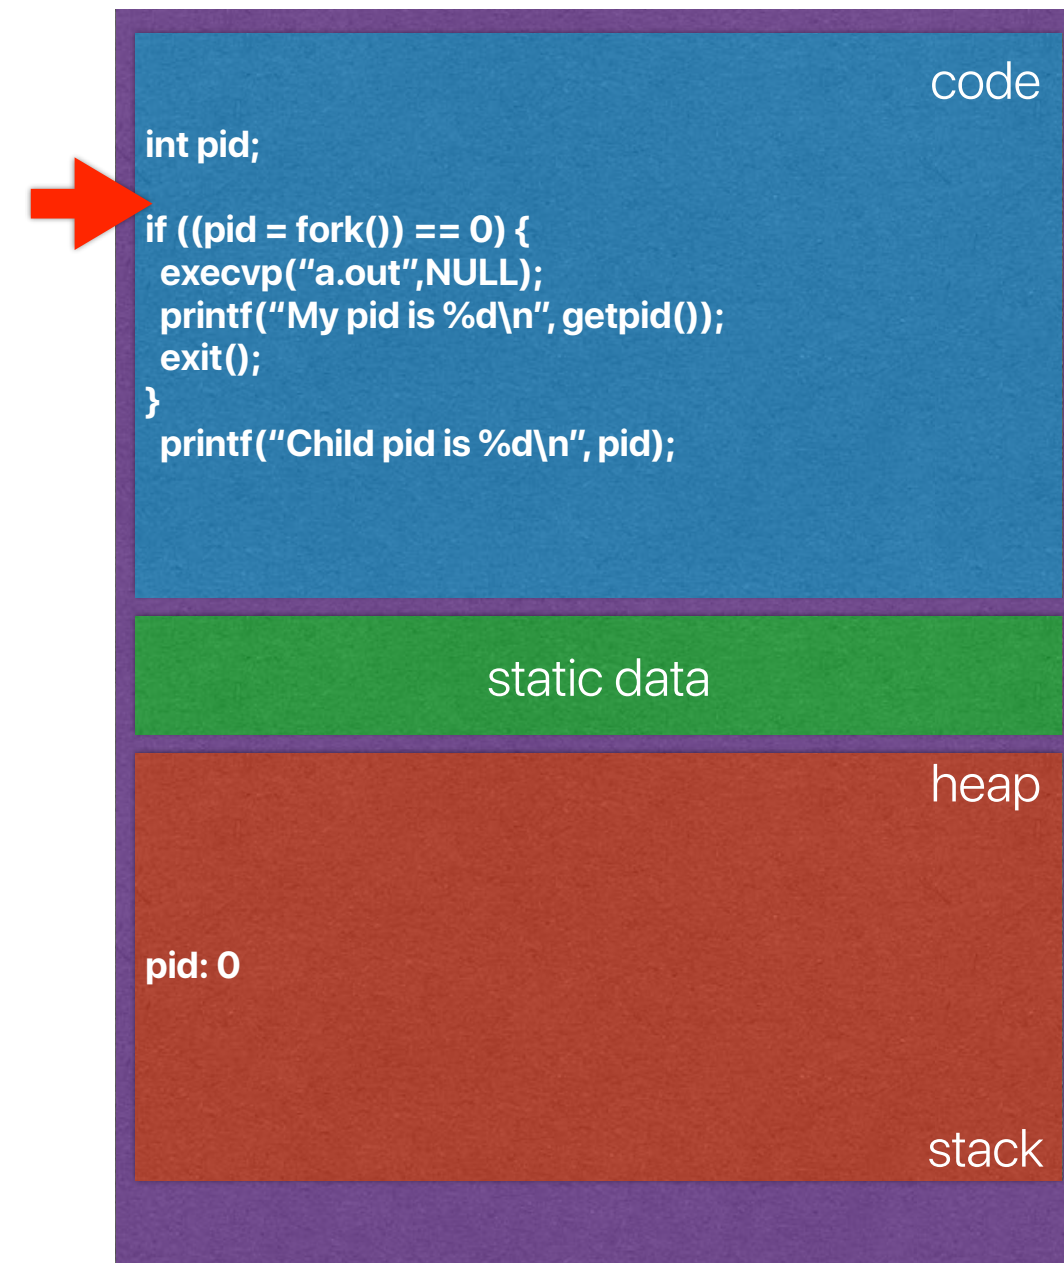 code
int pid;
if ((pid = fork()) == 0) {
execvp(“a.out”,NULL);
printf(“My pid is %d\n”, getpid());
exit();
}
printf(“Child pid is %d\n”, pid);
static data
heap
pid: 0
stack